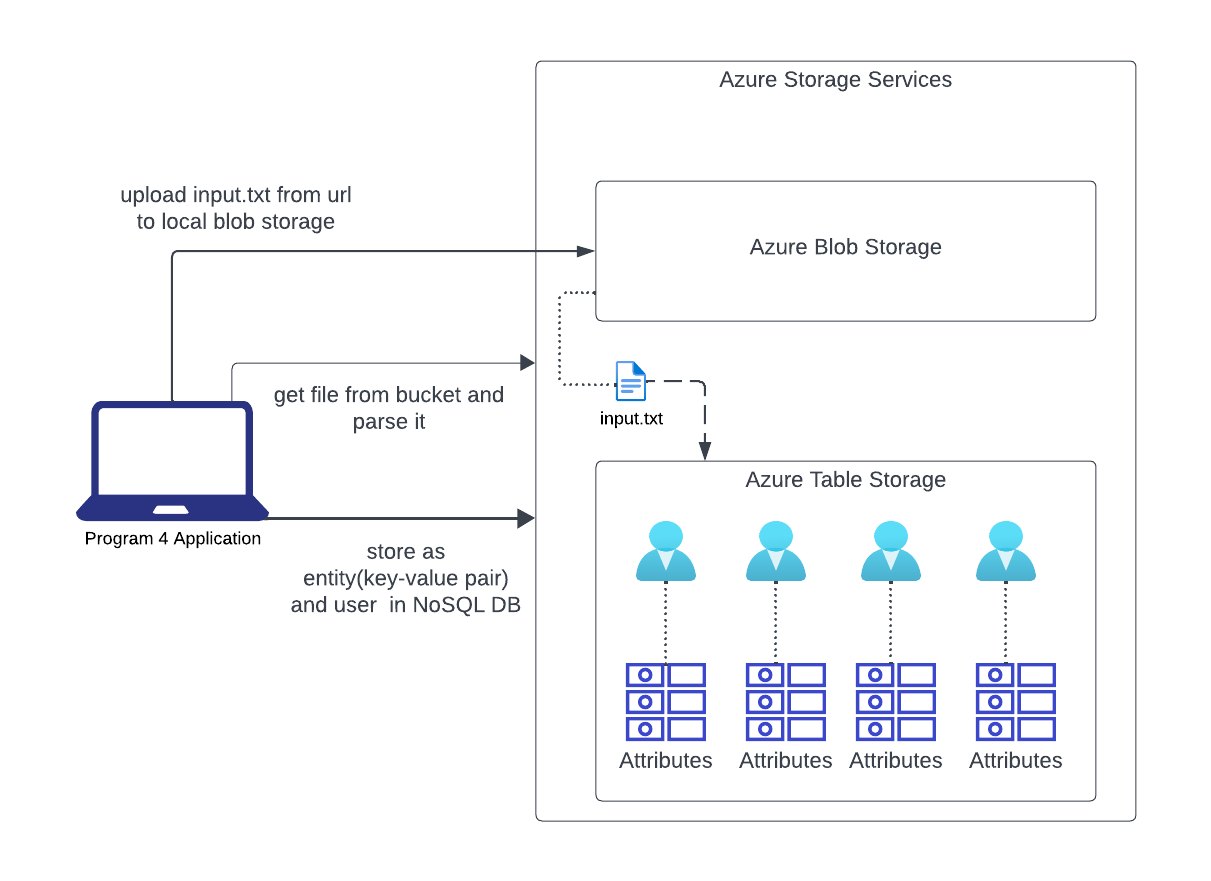 Azure Storage Services
upload input.txt from url
to local blob storage
Azure Blob Storage
get file from bucket and
parse it
input.txt
Azure Table Storage
Program 4 Application
store as
entity(key-value pair)
and user  in NoSQL DB
Attributes
Attributes
Attributes
Attributes